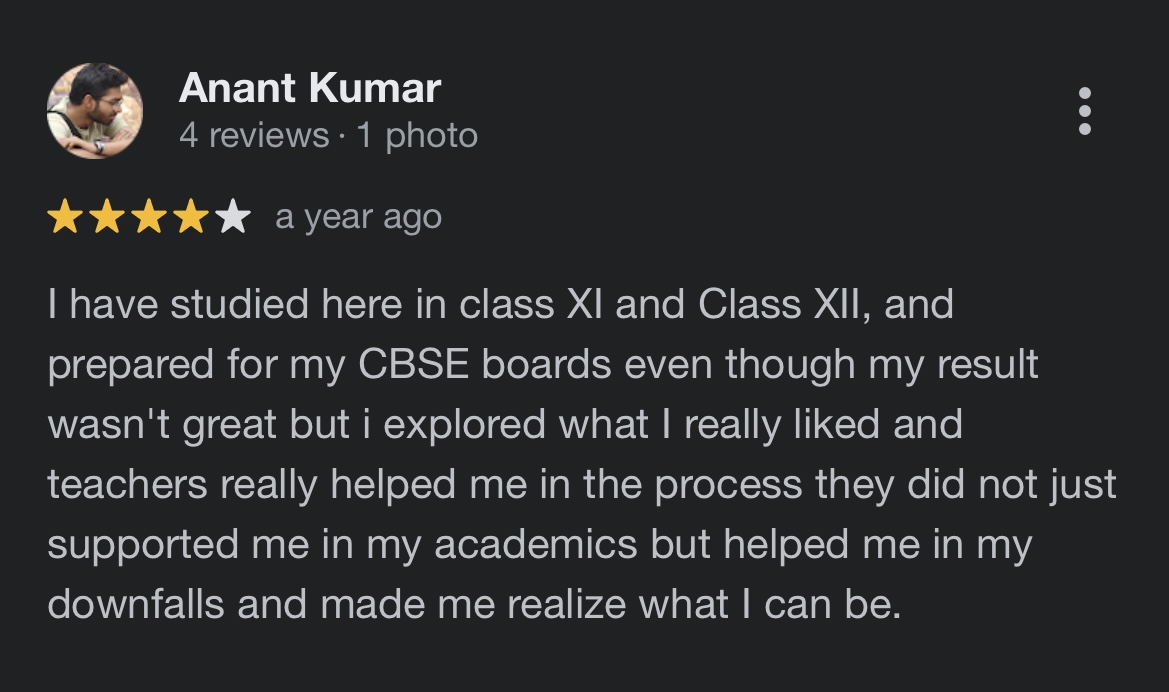 Anant Kumar
4 reviews · 1 photo
a year ago
I have studied here in class XI and Class XII, and
prepared for my CBSE boards even though my result
wasn't great but i explored what I really liked and
teachers really helped me in the process they did not just
supported me in my academics but helped me in my
downfalls and made me realize what I can be.